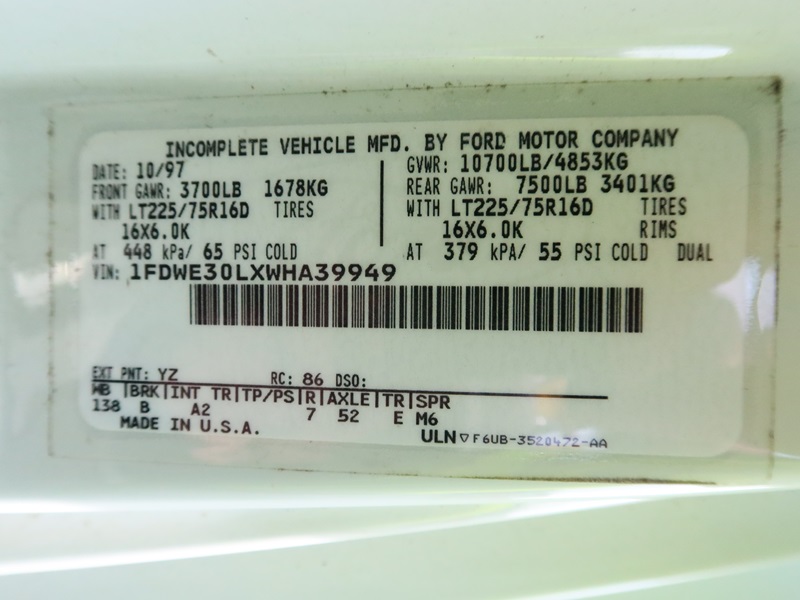 INCOMPLETE VEHICLE MFD. BY FORD MOTOR COMPANY
DATE: 10/97 GVWR: 10700LB/4853KG
FRONT GAWR: 3700LB 1678KG REAR GAWR: 7500LB 3401KG
WITH LT225/75R16D TIRES WITH LT225/75R16D TIRES
16X6.0K 16X6.0K RIMS
AT 448 kPa/ 65 PSI COLD AT 379 kPA/ 55 PSI COLD DUAL
VIN: 1FDWE30LXWHA39949
EXT PNT: YZ RC: 86 DSO:
WB |BRK|INT TR|TP/PS|R|AXLE|TR|SPR
138 B A2 7 52 E M6
MADE IN U.S.A.
ULN ▽ F6UB-3520472-AA